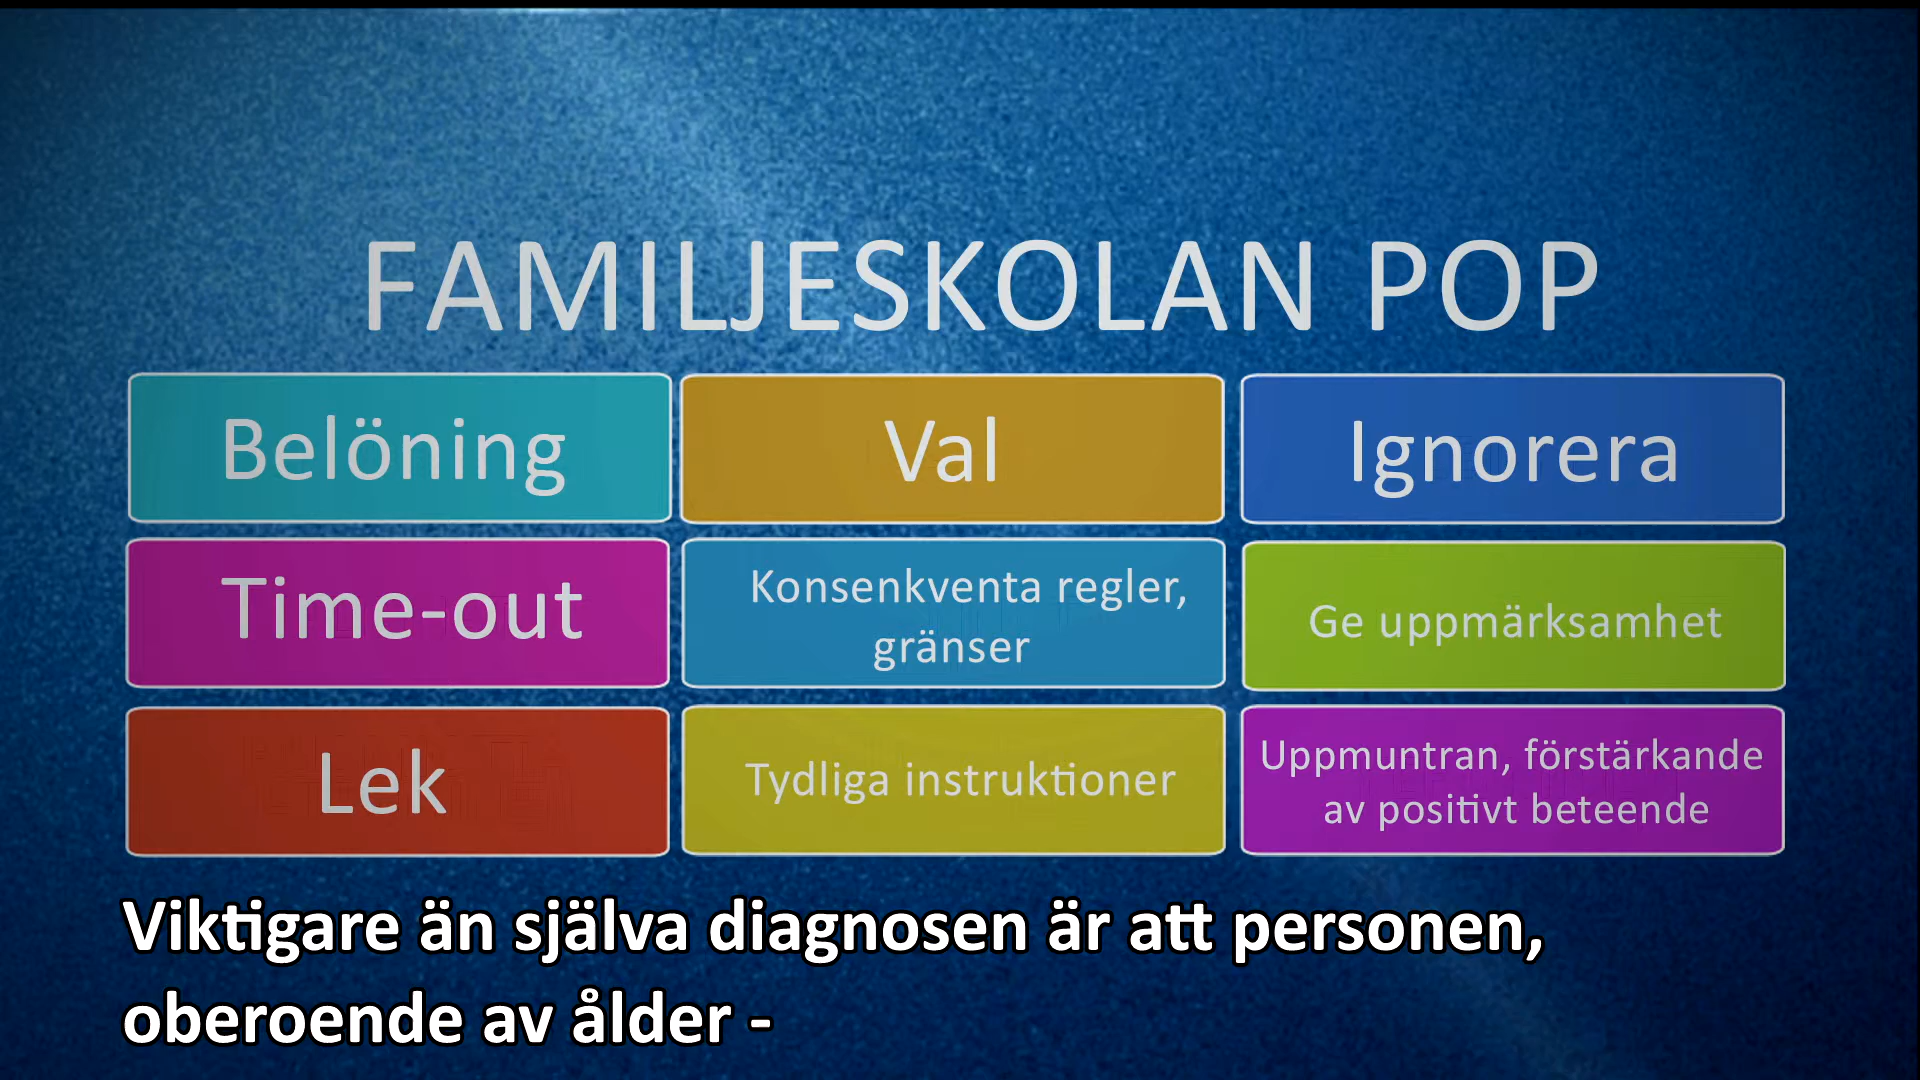 FAMILJESKOLAN POP
Belöning
Val
Ignorera
Time-out
Konsenkventa regler,
gränser
Ge uppmärksamhet
Lek
Tydliga instruktioner
Uppmuntran, förstärkande
av positivt beteende
Viktigare än själva diagnosen är att personen,
oberoende av ålder -